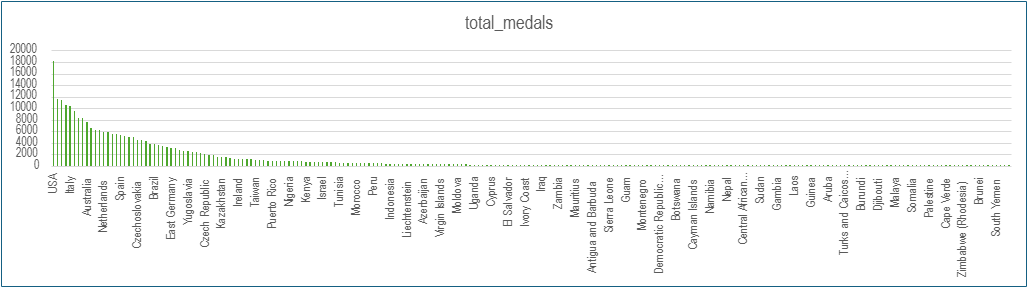 total_medals
20000
18000
16000
14000
12000
10000
8000
6000
4000
2000
0
USA
Italy
Australia
Netherlands
Spain
Czechoslovakia
Brazil
East Germany
Yugoslavia
Czech Republic
Kazakhstan
Ireland
Taiwan
Puerto Rico
Nigeria
Kenya
Israel
Tunisia
Morocco
Peru
Indonesia
Liechtenstein
Azerbaijan
Virgin Islands
Moldova
Uganda
Cyprus
El Salvador
Ivory Coast
Iraq
Zambia
Mauritius
Antigua and Barbuda
Sierra Leone
Guam
Montenegro
Democratic Republic…
Botswana
Cayman Islands
Namibia
Nepal
Central African…
Sudan
Gambia
Laos
Guinea
Aruba
Turks and Caicos…
Burundi
Djibouti
Malaya
Somalia
Palestine
Cape Verde
Zimbabwe (Rhodesia)
Brunei
South Yemen